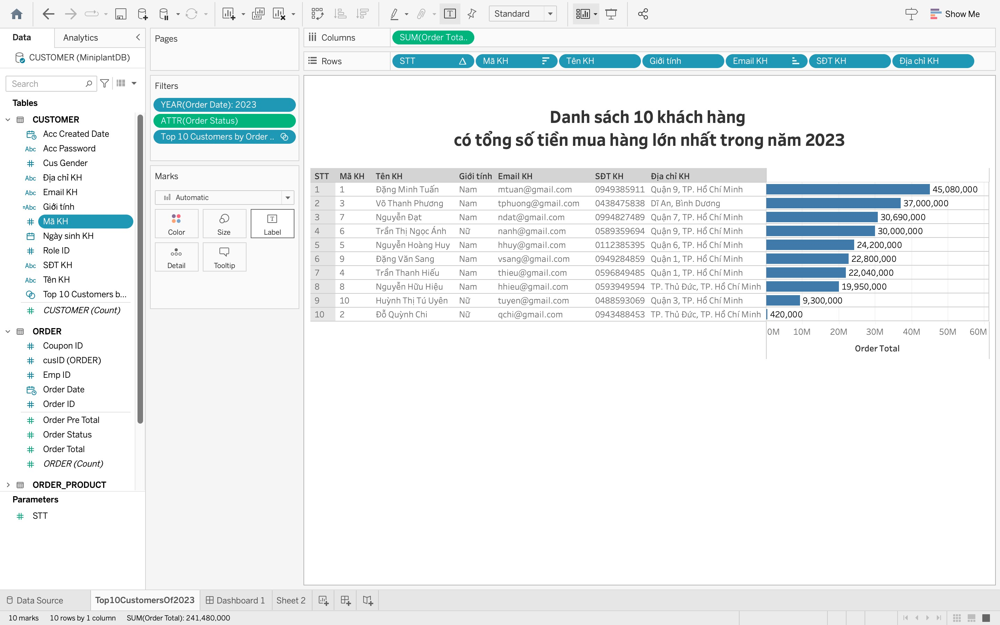 Standard
Show Me
Data
Analytics
CUSTOMER (MiniplantDB)
Search
Tables
CUSTOMER
Acc Created Date
Abc Acc Password
Cus Gender
Abc Địa chỉ KH
Abc Email KH
=Abc Giới tính
Mã KH
Ngày sinh KH
Role ID
Abc SĐT KH
Abc Tên KH
Top 10 Customers b...
CUSTOMER (Count)
ORDER
Coupon ID
cusID (ORDER)
Emp ID
Order Date
Order ID
Order Pre Total
Order Status
Order Total
ORDER (Count)
ORDER_PRODUCT
Parameters
STT
Pages
Filters
YEAR(Order Date): 2023
ATTR(Order Status)
Top 10 Customers by Order ..
Marks
Automatic
Color Size Label
Detail Tooltip
Columns SUM(Order Tota..
Rows STT Mã KH Tên KH Giới tính Email KH SĐT KH Địa chỉ KH
Danh sách 10 khách hàng
có tổng số tiền mua hàng lớn nhất trong năm 2023
STT Mã KH Tên KH Giới tính Email KH SĐT KH Địa chỉ KH
1 1 Đặng Minh Tuấn Nam mtuan@gmail.com 0949385911 Quận 9, TP. Hồ Chí Minh 45,080,000
2 3 Võ Thanh Phương Nam tphuong@gmail.com 0438475838 Dĩ An, Bình Dương 37,000,000
3 7 Nguyễn Đạt Nam ndat@gmail.com 0994827489 Quận 7, TP. Hồ Chí Minh 30,690,000
4 6 Trần Thị Ngọc Ánh Nữ nanh@gmail.com 0589359694 Quận 9, TP. Hồ Chí Minh 30,000,000
5 5 Nguyễn Hoàng Huy Nam hhuy@gmail.com 0112385395 Quận 6, TP. Hồ Chí Minh 24,200,000
6 9 Đặng Văn Sang Nam vsang@gmail.com 0949284859 Quận 1, TP. Hồ Chí Minh 22,800,000
7 4 Trần Thanh Hiếu Nam thieu@gmail.com 0596849485 Quận 1, TP. Hồ Chí Minh 22,040,000
8 8 Nguyễn Hữu Hiệu Nam hhieu@gmail.com 0593949594 TP. Thủ Đức, TP. Hồ Chí Minh 19,950,000
9 10 Huỳnh Thị Tú Uyên Nữ tuyen@gmail.com 0488593069 Quận 3, TP. Hồ Chí Minh 9,300,000
10 2 Đỗ Quỳnh Chi Nữ qchi@gmail.com 0943488453 TP. Thủ Đức, TP. Hồ Chí Minh 420,000
0M 10M 20M 30M 40M 50M 60M
Order Total
Data Source Top10CustomersOf2023 Dashboard 1 Sheet 2
10 marks 10 rows by 1 column SUM(Order Total): 241,480,000